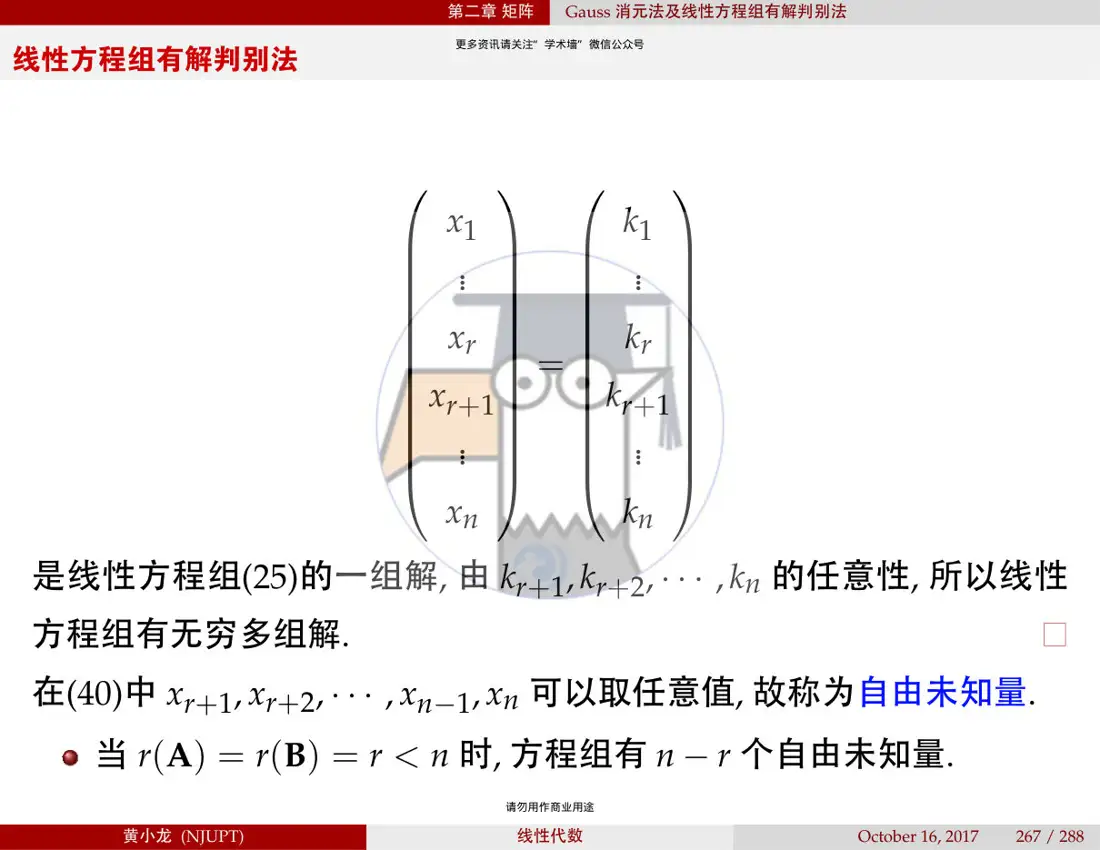 第二章 矩阵 Gauss 消元法及线性方程组有解判别法
更多资讯请关注“学术墙”微信公众号
线性方程组有解判别法
x1 k1
⋮ ⋮
xr kr
=
xr+1 kr+1
⋮ ⋮
xn kn
是线性方程组(25)的一组解, 由 kr+1, kr+2, · · · , kn 的任意性, 所以线性
方程组有无穷多组解.
在(40)中 xr+1, xr+2, · · · , xn−1, xn 可以取任意值, 故称为自由未知量.
当 r(A) = r(B) = r < n 时, 方程组有 n − r 个自由未知量.
请勿用作商业用途
黄小龙 (NJUPT) 线性代数 October 16, 2017 267 / 288